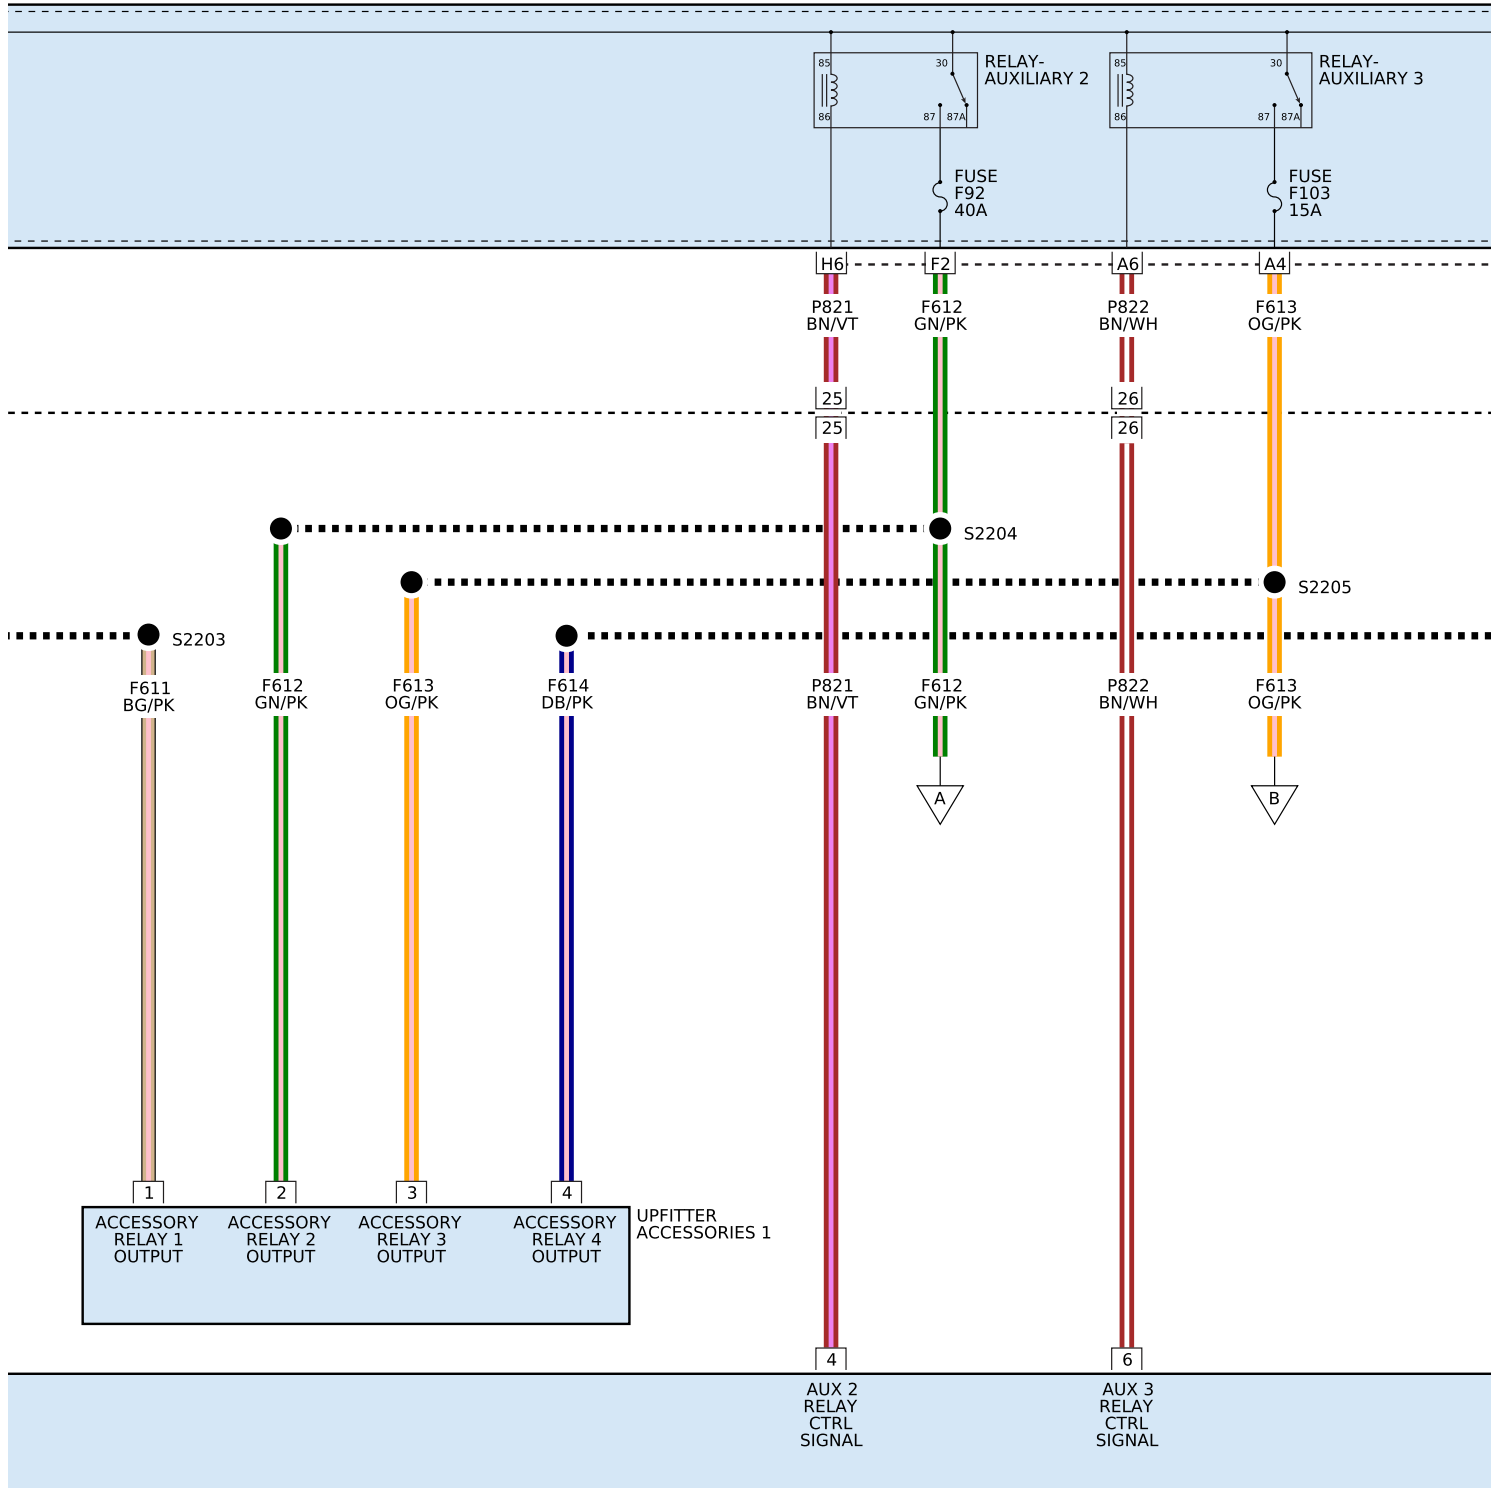 RELAY-
AUXILIARY 2
85
30
86
87
87A
RELAY-
AUXILIARY 3
85
30
86
87
87A
FUSE
F92
40A
FUSE
F103
15A
H6
F2
A6
A4
P821
BN/VT
F612
GN/PK
P822
BN/WH
F613
OG/PK
25
26
25
26
S2204
S2205
S2203
F611
BG/PK
F612
GN/PK
F613
OG/PK
F614
DB/PK
P821
BN/VT
F612
GN/PK
P822
BN/WH
F613
OG/PK
A
B
1
2
3
4
ACCESSORY
RELAY 1
OUTPUT
ACCESSORY
RELAY 2
OUTPUT
ACCESSORY
RELAY 3
OUTPUT
ACCESSORY
RELAY 4
OUTPUT
UPFITTER
ACCESSORIES 1
4
6
AUX 2
RELAY
CTRL
SIGNAL
AUX 3
RELAY
CTRL
SIGNAL